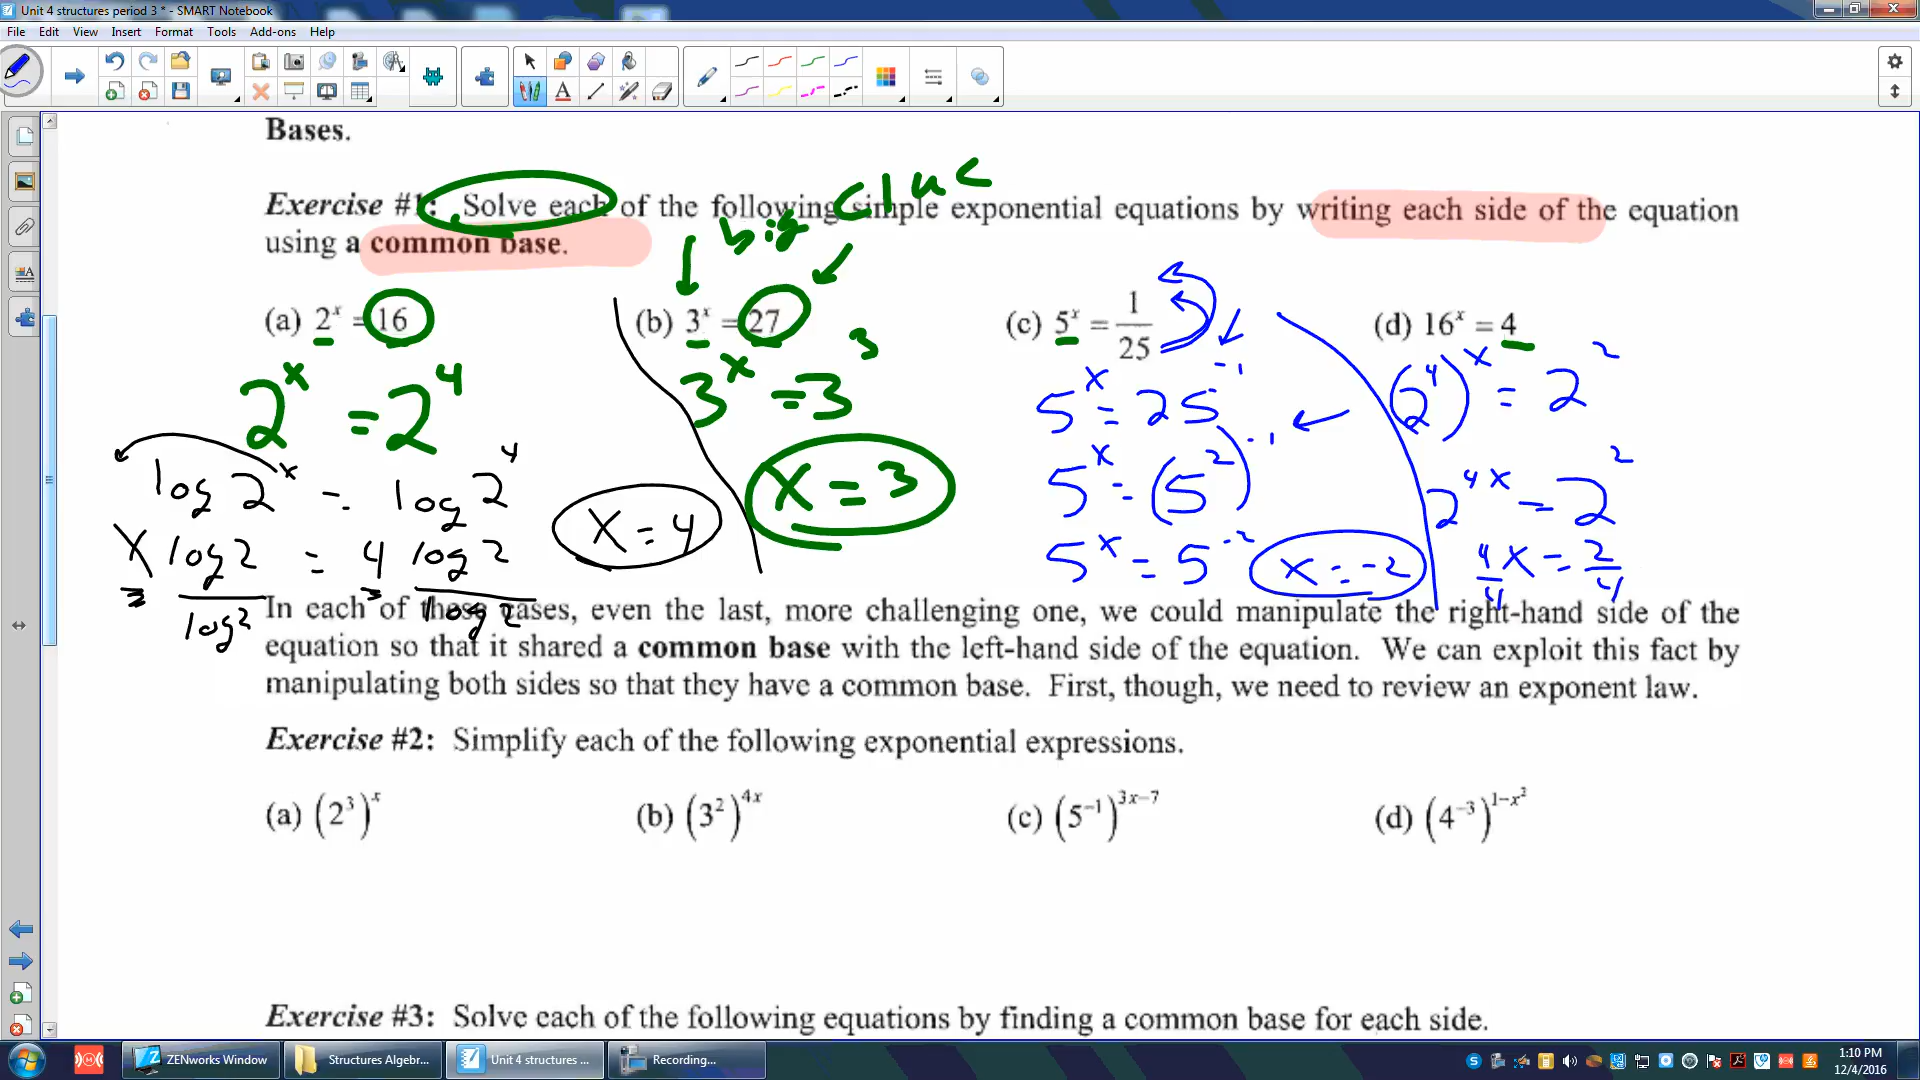 Unit 4 structures period 3 * - SMART Notebook
File Edit View Insert Format Tools Add-ons Help
Bases.
big clue
Exercise #1: Solve each of the following simple exponential equations by writing each side of the equation
using a common base.
(a) 2^x = 16
2^x = 2^4
log 2^x = log 2^4
x log 2 = 4 log 2
log 2 log 2
x = 4
(b) 3^x = 27
3^x = 3^3
x = 3
(c) 5^x = 1/25
5^x = 25^-1
5^x = (5^2)^-1
5^x = 5^-2
x = -2
(d) 16^x = 4
(2^4)^x = 2^2
2^4x = 2^2
4x/4 = 2/4
In each of these cases, even the last, more challenging one, we could manipulate the right-hand side of the
equation so that it shared a common base with the left-hand side of the equation. We can exploit this fact by
manipulating both sides so that they have a common base. First, though, we need to review an exponent law.
Exercise #2: Simplify each of the following exponential expressions.
(a) (2^3)^x (b) (3^2)^4x (c) (5^-1)^3x-7 (d) (4^-3)^1-x^2
Exercise #3: Solve each of the following equations by finding a common base for each side.
ZENworks Window Structures Algebr... Unit 4 structures ... Recording...
1:10 PM
12/4/2016